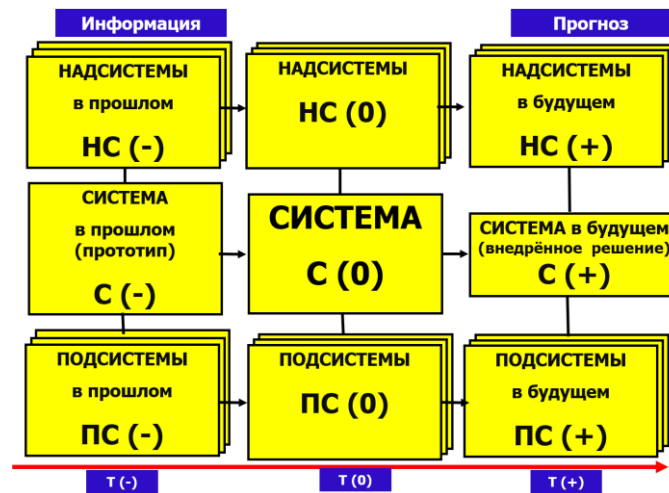 Информация
Прогноз
НАДСИСТЕМЫ
в прошлом
НС (-)
НАДСИСТЕМЫ
НС (0)
НАДСИСТЕМЫ
в будущем
НС (+)
СИСТЕМА
в прошлом
(прототип)
С (-)
СИСТЕМА
С (0)
СИСТЕМА в будущем
(внедрённое решение)
С (+)
ПОДСИСТЕМЫ
в прошлом
ПС (-)
ПОДСИСТЕМЫ
ПС (0)
ПОДСИСТЕМЫ
в будущем
ПС (+)
Т (-)
Т (0)
Т (+)